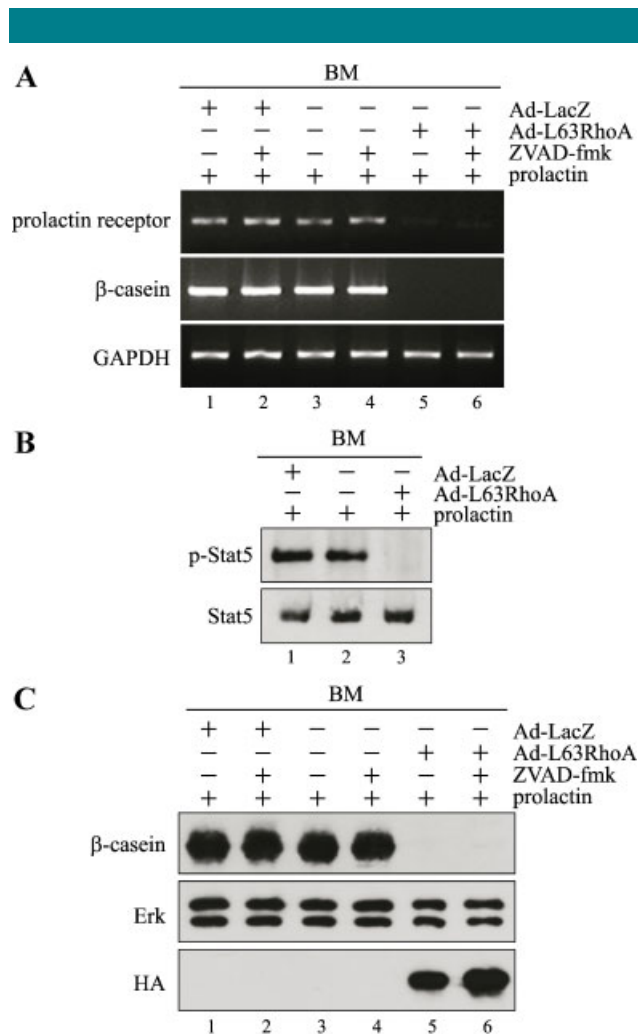 A
BM
+ + − − − − Ad-LacZ
− − − − + + Ad-L63RhoA
− + − + − + ZVAD-fmk
+ + + + + + prolactin
prolactin receptor
β-casein
GAPDH
1 2 3 4 5 6
B
BM
+ − − Ad-LacZ
− − + Ad-L63RhoA
+ + + prolactin
p-Stat5
Stat5
1 2 3
C
BM
+ + − − − − Ad-LacZ
− − − − + + Ad-L63RhoA
− + − + − + ZVAD-fmk
+ + + + + + prolactin
β-casein
Erk
HA
1 2 3 4 5 6